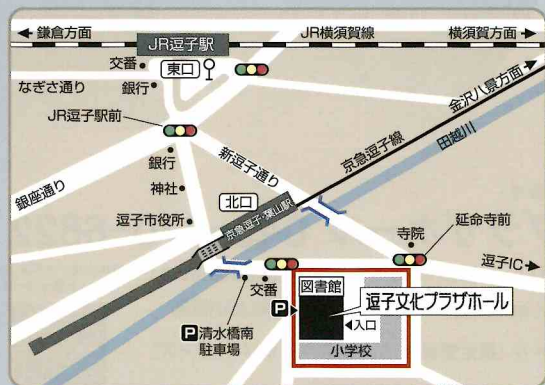 鎌倉方面
JR横須賀線
横須賀方面
JR逗子駅
交番
東口
なぎさ通り
銀行
金沢八景方面
JR逗子駅前
京急逗子線
田越川
新逗子通り
銀行
銀座通り
神社
北口
逗子市役所
京急逗子・葉山駅
寺院
延命寺前
逗子IC
交番
図書館
逗子文化プラザホール
P
入口
P清水橋南
駐車場
小学校